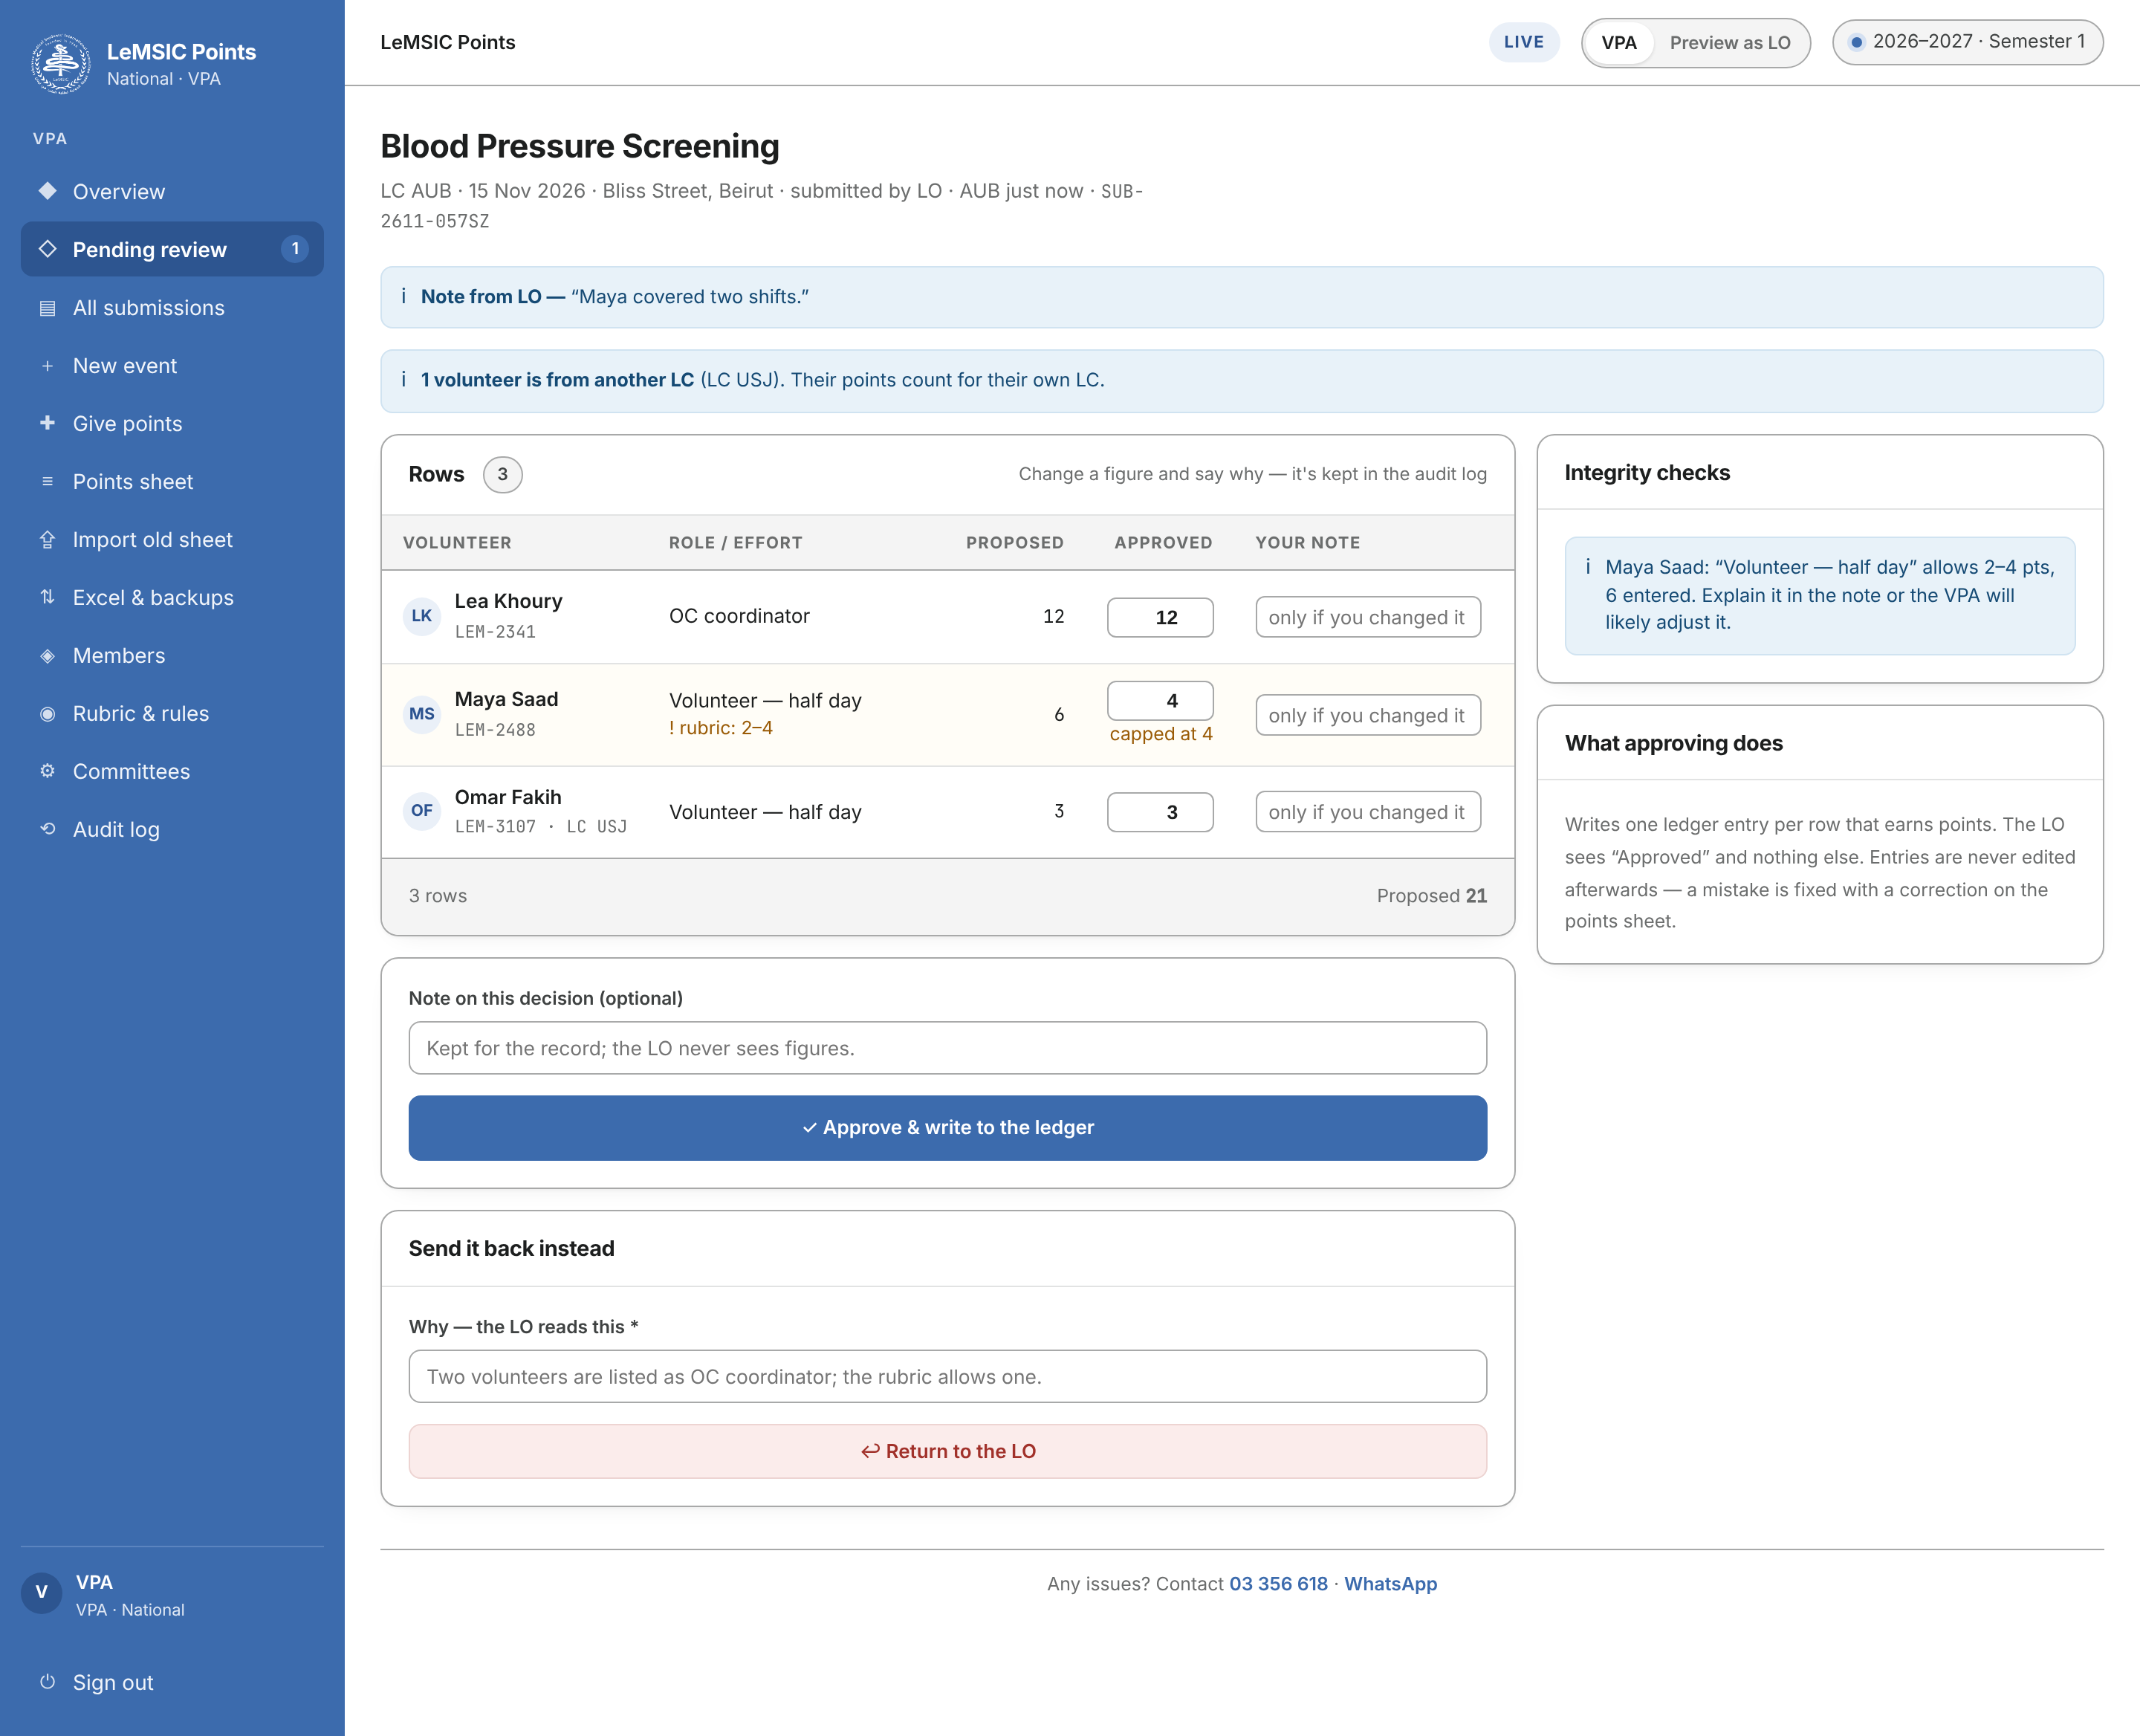 LeMSIC Points
National · VPA
VPA
◆ Overview
◇ Pending review 1
▤ All submissions
+ New event
✚ Give points
≡ Points sheet
⇪ Import old sheet
⇅ Excel & backups
◈ Members
◉ Rubric & rules
⚙ Committees
⟲ Audit log
V VPA
VPA · National
⏻ Sign out
LeMSIC Points
LIVE
VPA Preview as LO
2026–2027 · Semester 1
Blood Pressure Screening
LC AUB · 15 Nov 2026 · Bliss Street, Beirut · submitted by LO · AUB just now · SUB-
2611-057SZ
i Note from LO — “Maya covered two shifts.”
i 1 volunteer is from another LC (LC USJ). Their points count for their own LC.
Rows 3 Change a figure and say why — it's kept in the audit log
VOLUNTEER ROLE / EFFORT PROPOSED APPROVED YOUR NOTE
LK Lea Khoury OC coordinator 12 12 only if you changed it
LEM-2341
MS Maya Saad Volunteer — half day 6 4 only if you changed it
LEM-2488 ! rubric: 2–4 capped at 4
OF Omar Fakih Volunteer — half day 3 3 only if you changed it
LEM-3107 · LC USJ
3 rows Proposed 21
Note on this decision (optional)
Kept for the record; the LO never sees figures.
✓ Approve & write to the ledger
Send it back instead
Why — the LO reads this *
Two volunteers are listed as OC coordinator; the rubric allows one.
↩ Return to the LO
Integrity checks
i Maya Saad: “Volunteer — half day” allows 2–4 pts,
6 entered. Explain it in the note or the VPA will
likely adjust it.
What approving does
Writes one ledger entry per row that earns points. The LO
sees “Approved” and nothing else. Entries are never edited
afterwards — a mistake is fixed with a correction on the
points sheet.
Any issues? Contact 03 356 618 · WhatsApp